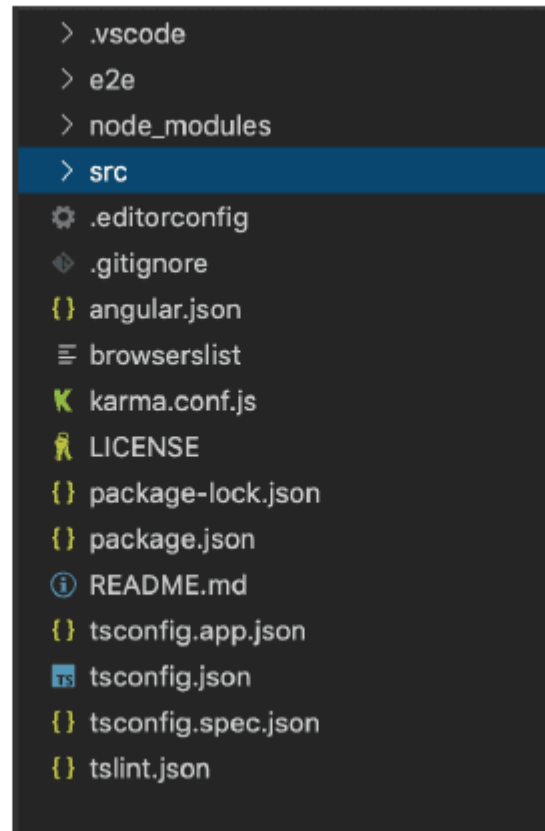 .vscode
e2e
node_modules
src
.editorconfig
.gitignore
angular.json
browserslist
karma.conf.js
LICENSE
package-lock.json
package.json
README.md
tsconfig.app.json
tsconfig.json
tsconfig.spec.json
tslint.json